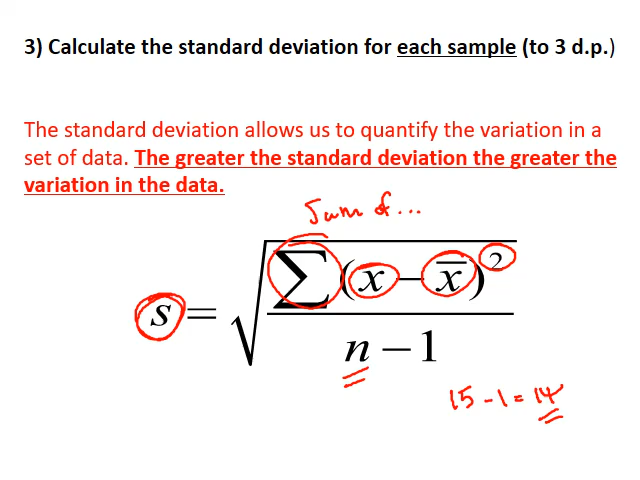 3) Calculate the standard deviation for each sample (to 3 d.p.)
The standard deviation allows us to quantify the variation in a
set of data. The greater the standard deviation the greater the
variation in the data.
Sum of...
s = √ ∑ (x − x̅)²
n − 1
15 - 1 = 14